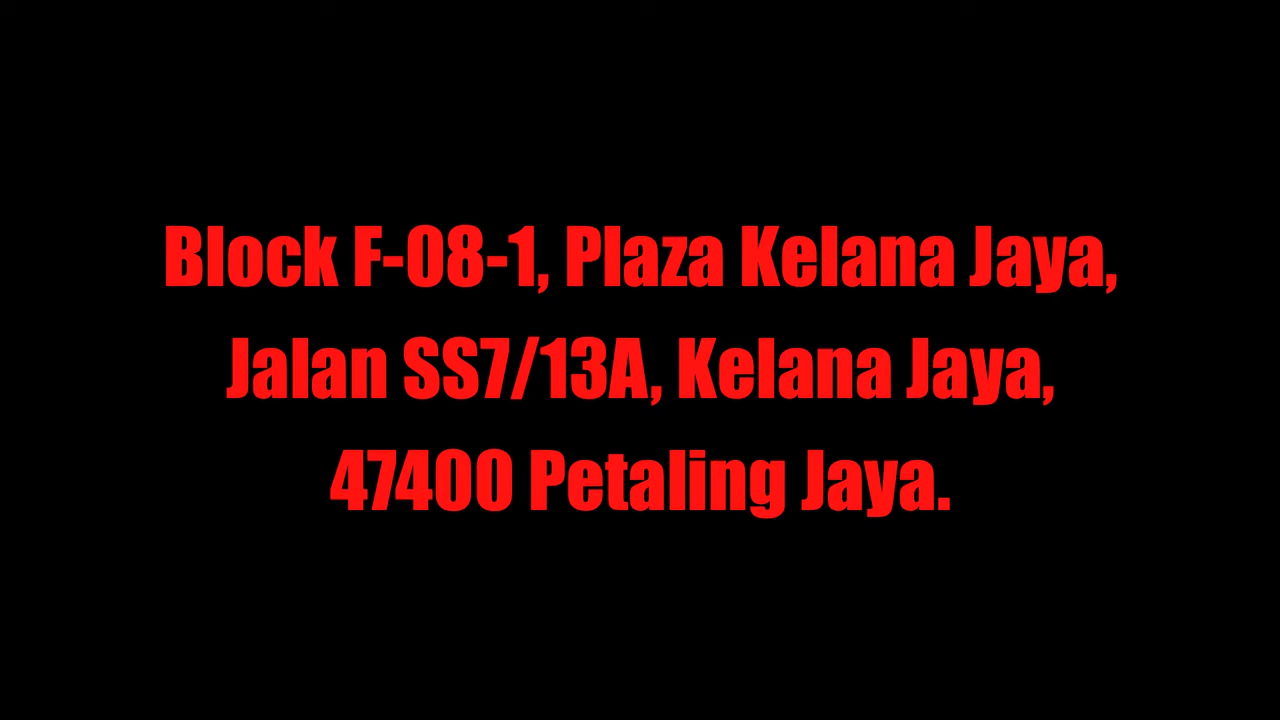 Block F-08-1, Plaza Kelana Jaya,
Jalan SS7/13A, Kelana Jaya,
47400 Petaling Jaya.